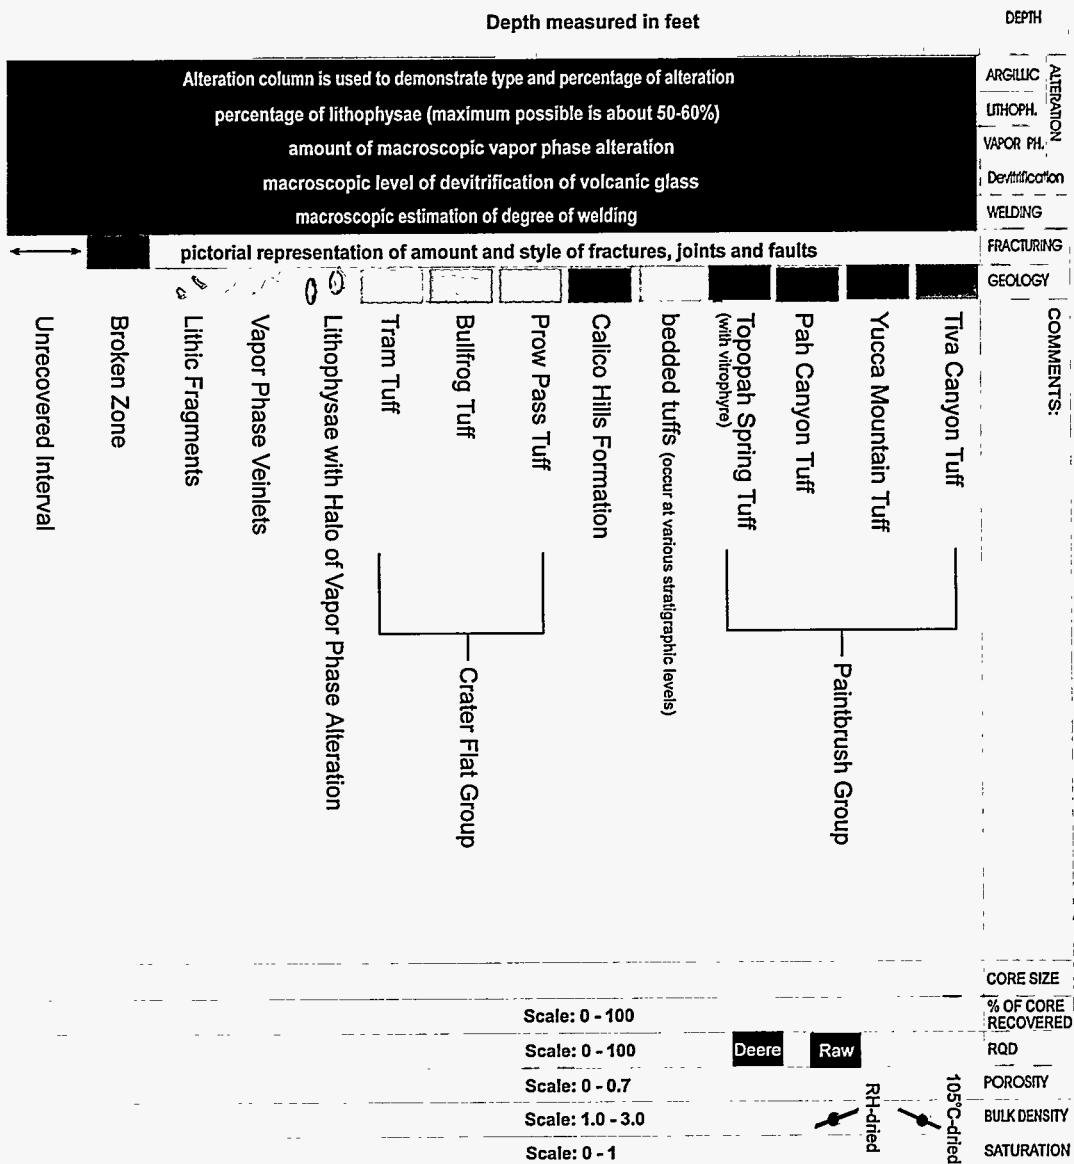 Depth measured in feet
DEPTH
Alteration column is used to demonstrate type and percentage of alteration
ARGILLIC
ALTERATION
percentage of lithophysae (maximum possible is about 50-60%)
LITHOPH.
amount of macroscopic vapor phase alteration
VAPOR PH.
macroscopic level of devitrification of volcanic glass
Devitrification
macroscopic estimation of degree of welding
WELDING
pictorial representation of amount and style of fractures, joints and faults
FRACTURING
GEOLOGY
COMMENTS:
Tiva Canyon Tuff
Yucca Mountain Tuff
Pah Canyon Tuff
Topopah Spring Tuff
(with vitrophyre)
Paintbrush Group
bedded tuffs (occur at various stratigraphic levels)
Calico Hills Formation
Prow Pass Tuff
Bullfrog Tuff
Tram Tuff
Crater Flat Group
Lithophysae with Halo of Vapor Phase Alteration
Vapor Phase Veinlets
Lithic Fragments
Broken Zone
Unrecovered Interval
CORE SIZE
Scale: 0 - 100
% OF CORE
RECOVERED
Scale: 0 - 100
Deere
Raw
RQD
Scale: 0 - 0.7
POROSITY
Scale: 1.0 - 3.0
BULK DENSITY
Scale: 0 - 1
SATURATION
105°C-dried
RH-dried